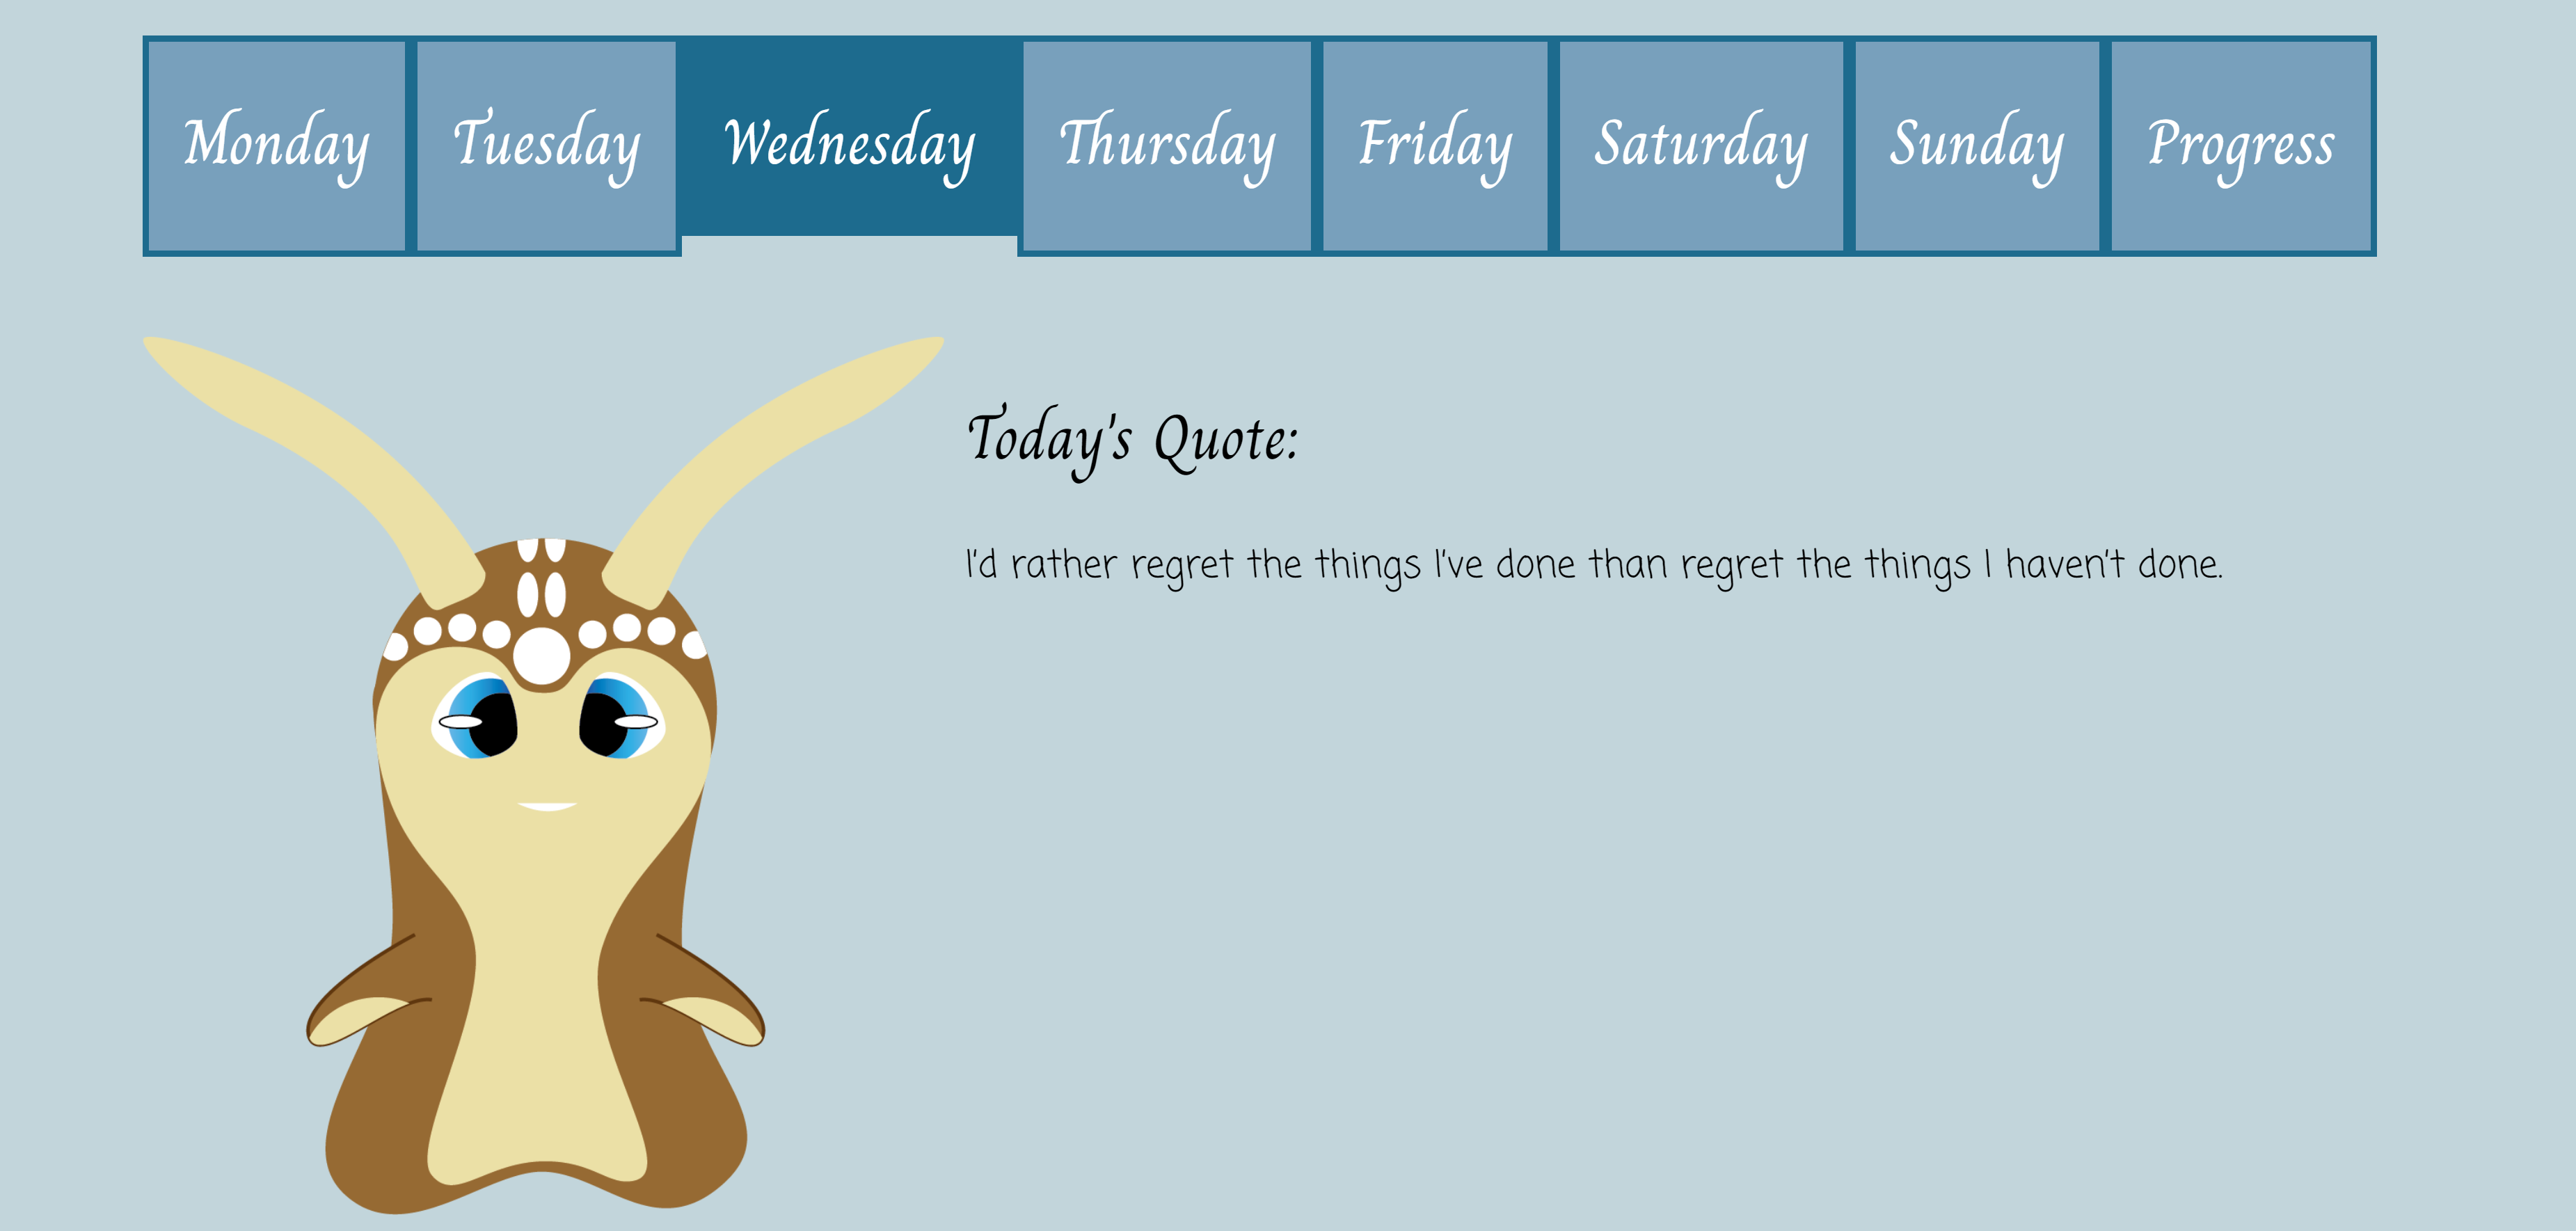 Monday Tuesday Wednesday Thursday Friday Saturday Sunday Progress
Today's Quote:
I'd rather regret the things I've done than regret the things I haven't done.